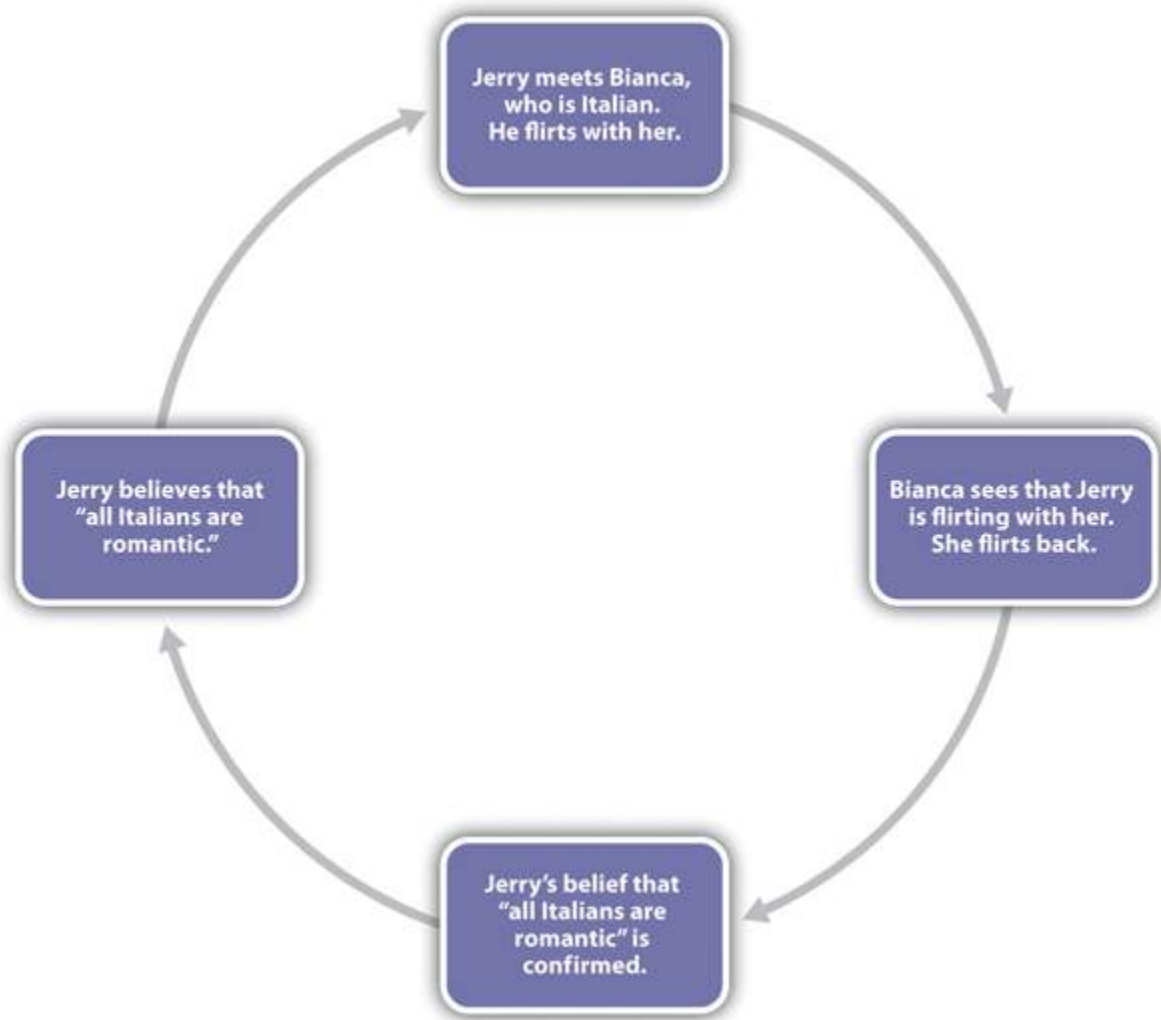 Jerry meets Bianca,
who is Italian.
He flirts with her.
Bianca sees that Jerry
is flirting with her.
She flirts back.
Jerry’s belief that
“all Italians are
romantic” is
confirmed.
Jerry believes that
“all Italians are
romantic.”